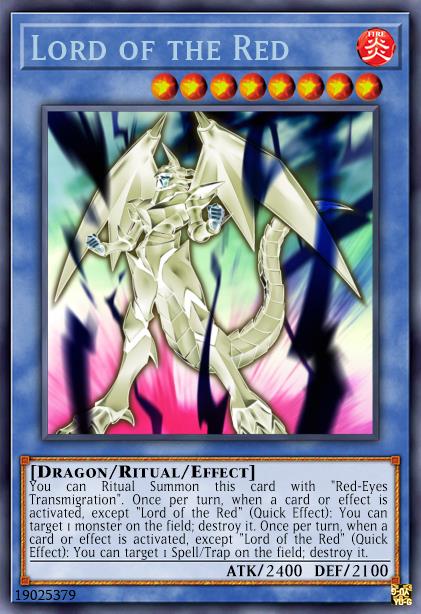 LORD OF THE RED
FIRE
炎
[DRAGON/RITUAL/EFFECT]
You can Ritual Summon this card with "Red-Eyes
Transmigration". Once per turn, when a card or effect is
activated, except "Lord of the Red" (Quick Effect): You can
target 1 monster on the field; destroy it. Once per turn, when a
card or effect is activated, except "Lord of the Red" (Quick
Effect): You can target 1 Spell/Trap on the field; destroy it.
ATK/2400 DEF/2100
19025379